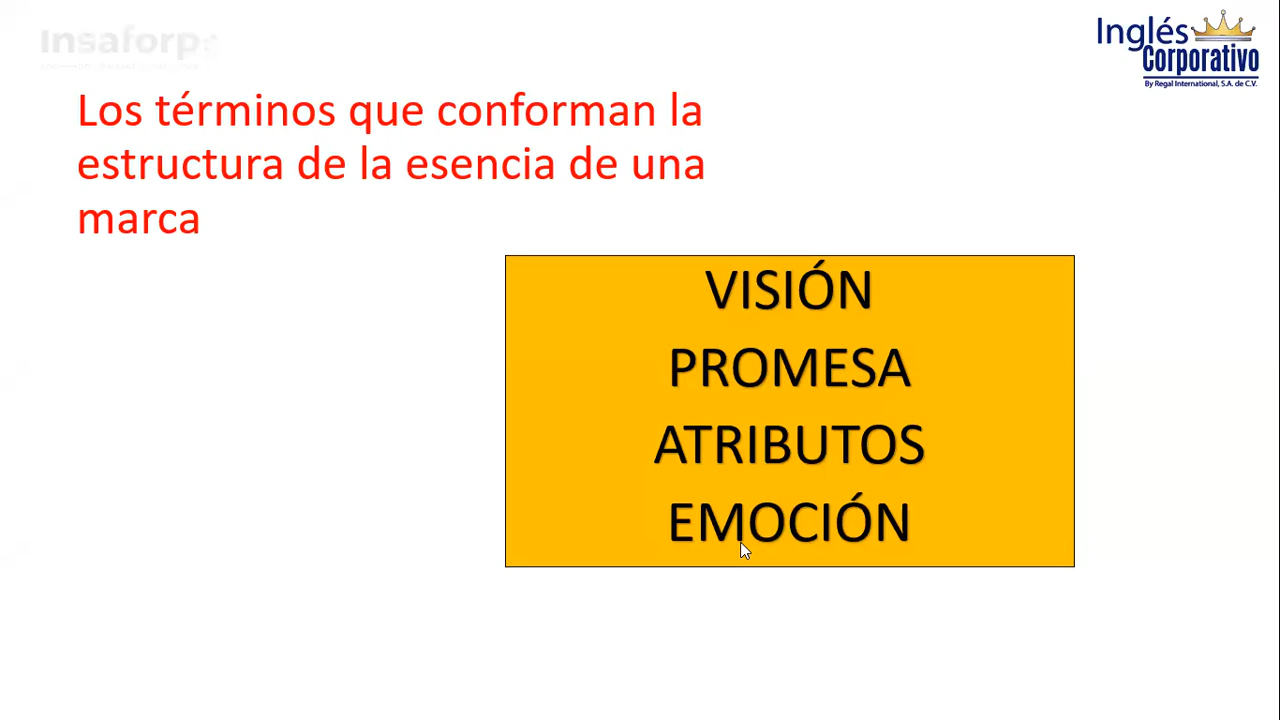 Insaforp
Inglés
Corporativo
By Regal International, S.A. de C.V.
Los términos que conforman la
estructura de la esencia de una
marca
VISIÓN
PROMESA
ATRIBUTOS
EMOCIÓN